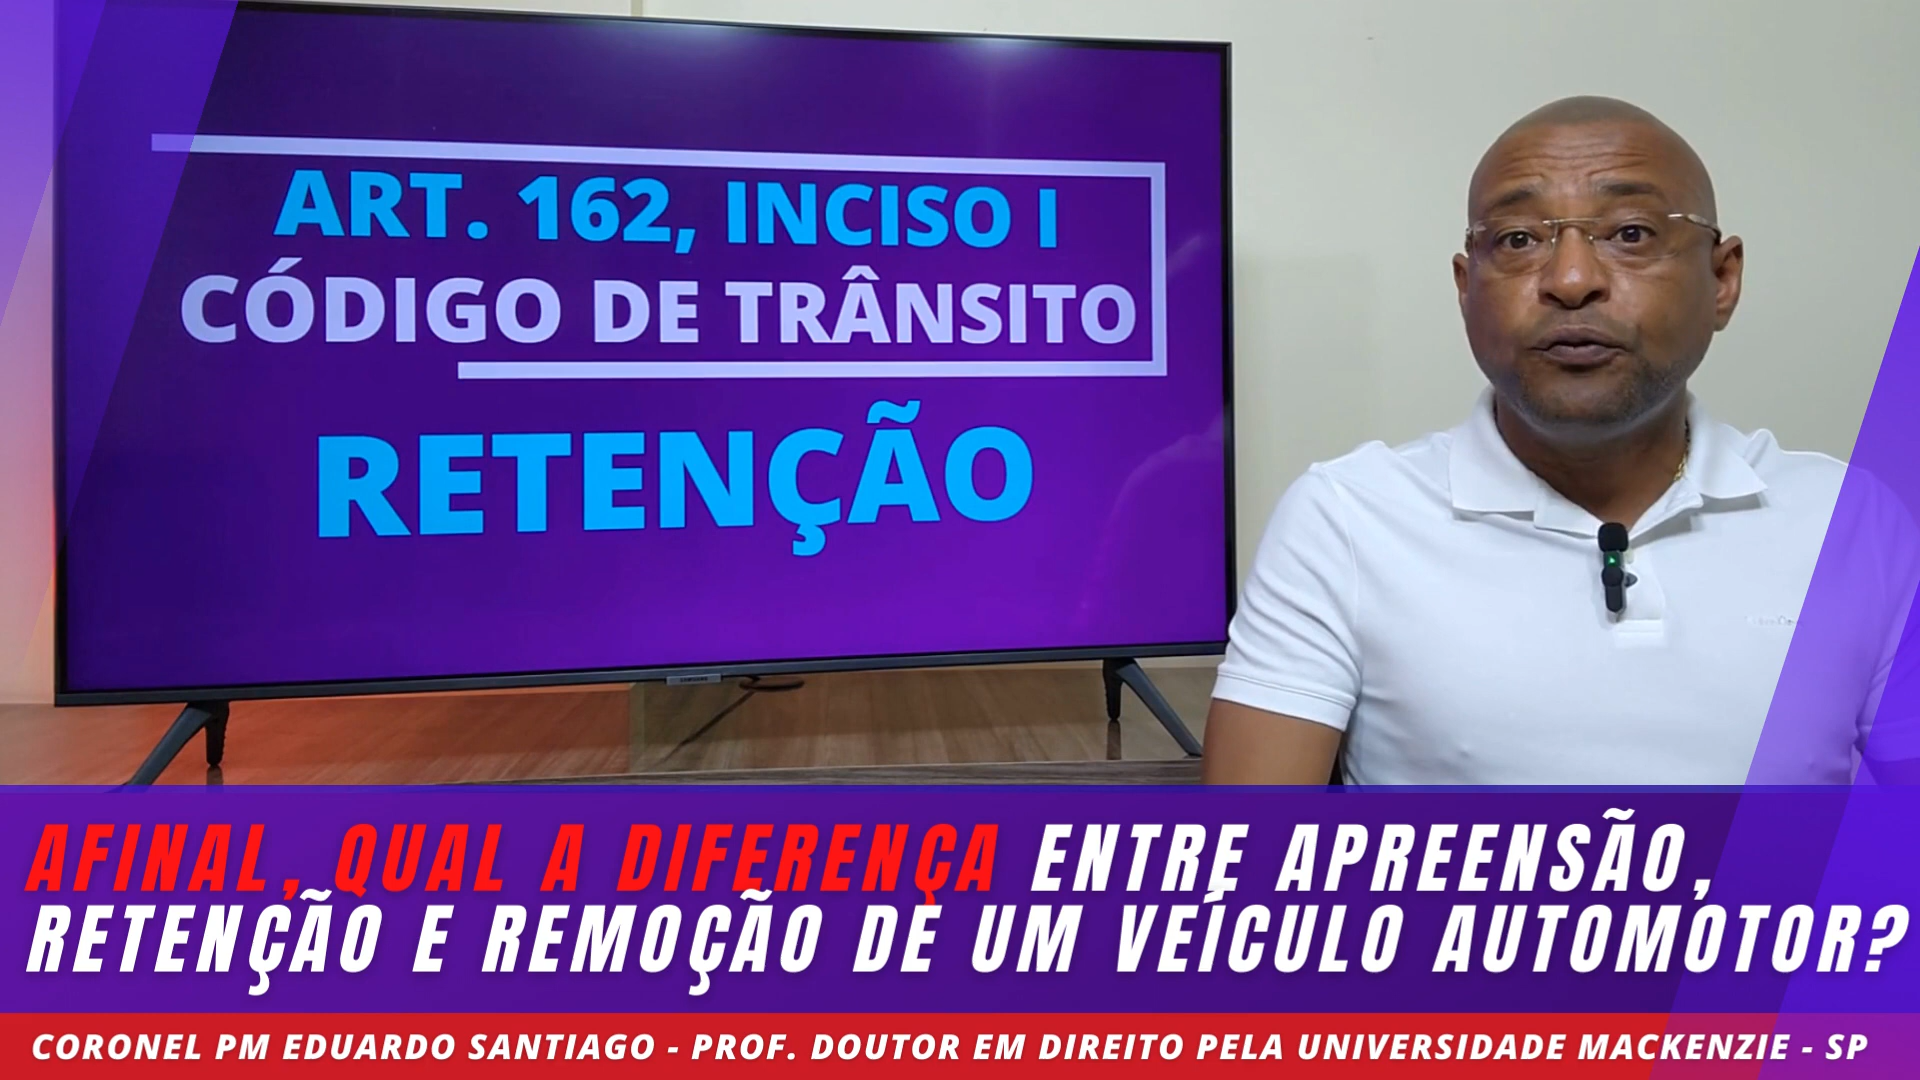 ART. 162, INCISO I
CÓDIGO DE TRÂNSITO
RETENÇÃO
SAMSUNG
AFINAL, QUAL A DIFERENÇA ENTRE APREENSÃO,
RETENÇÃO E REMOÇÃO DE UM VEÍCULO AUTOMOTOR?
CORONEL PM EDUARDO SANTIAGO - PROF. DOUTOR EM DIREITO PELA UNIVERSIDADE MACKENZIE - SP